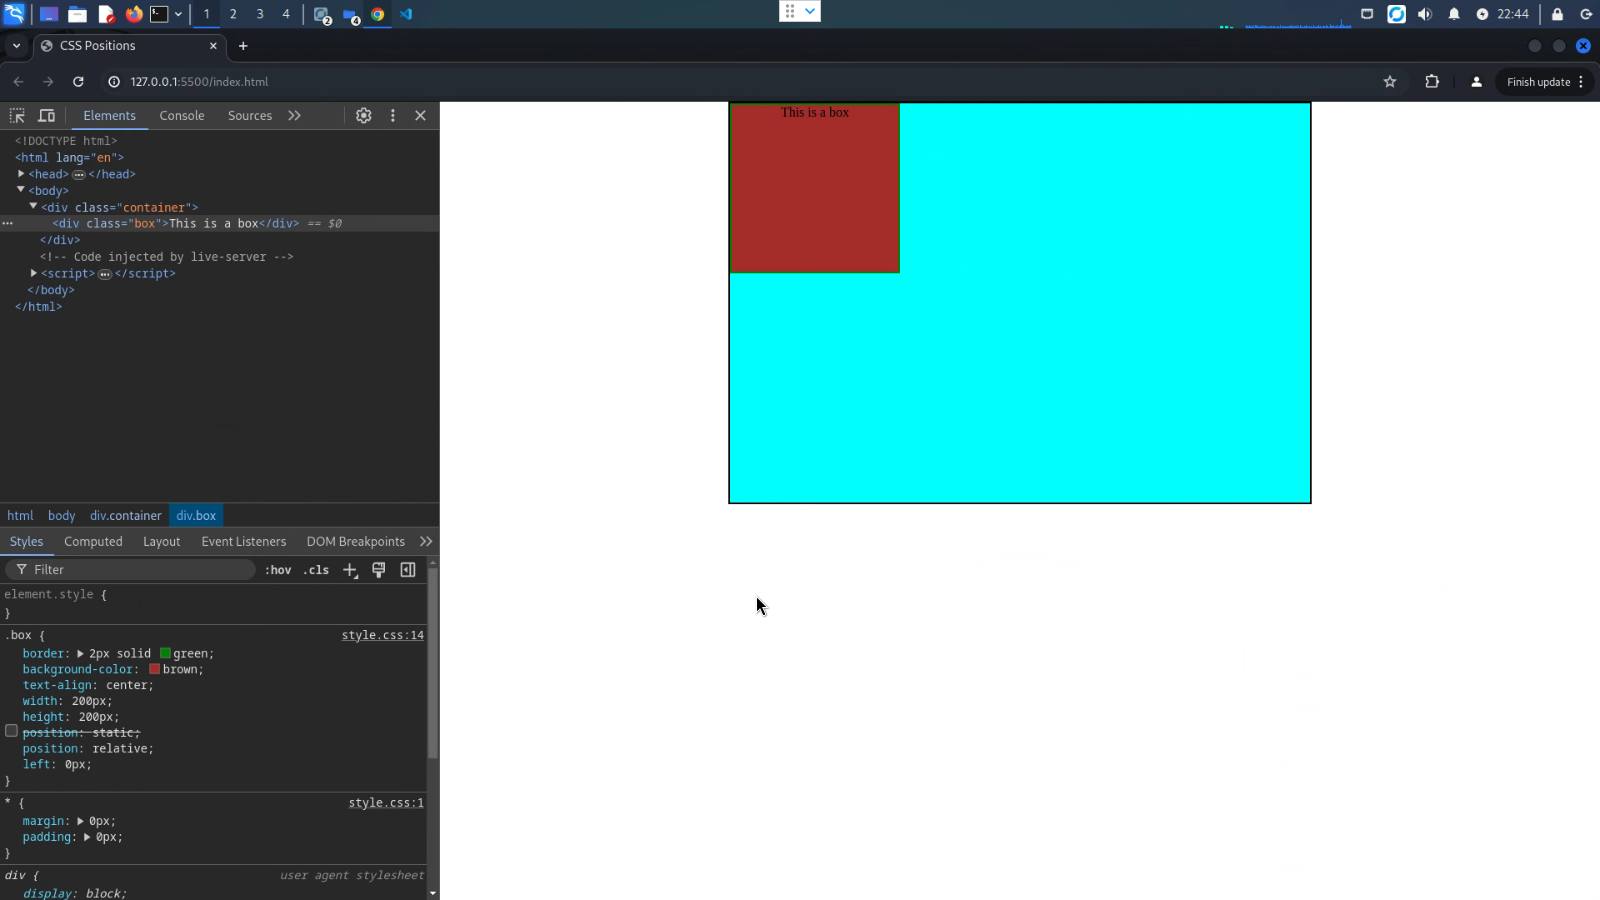 1 2 3 4 2 4 22:44
CSS Positions
127.0.0.1:5500/index.html Finish update
Elements Console Sources
<!DOCTYPE html>
<html lang="en">
<head> </head>
<body>
<div class="container">
<div class="box">This is a box</div> == $0
</div>
<!-- Code injected by live-server -->
<script> </script>
</body>
</html>
html body div.container div.box
Styles Computed Layout Event Listeners DOM Breakpoints
Filter :hov .cls
element.style {
}
.box { style.css:14
border: 2px solid green;
background-color: brown;
text-align: center;
width: 200px;
height: 200px;
position: static;
position: relative;
left: 0px;
}
* { style.css:1
margin: 0px;
padding: 0px;
}
div { user agent stylesheet
display: block;
This is a box